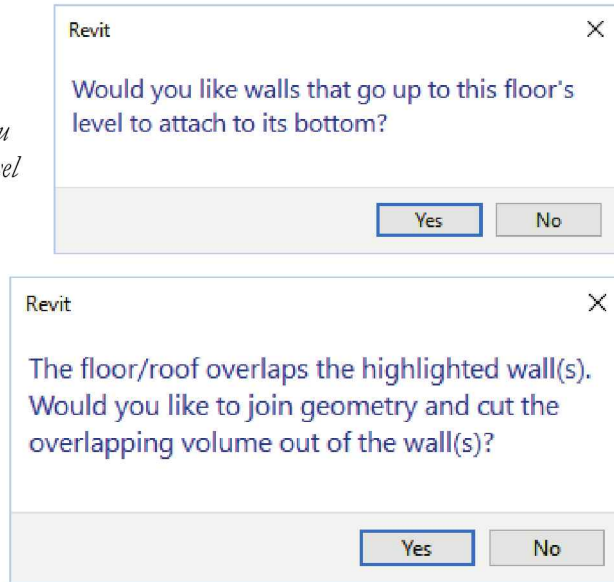 Revit
Would you like walls that go up to this floor's
level to attach to its bottom?
Yes No
Revit
The floor/roof overlaps the highlighted wall(s).
Would you like to join geometry and cut the
overlapping volume out of the wall(s)?
Yes No